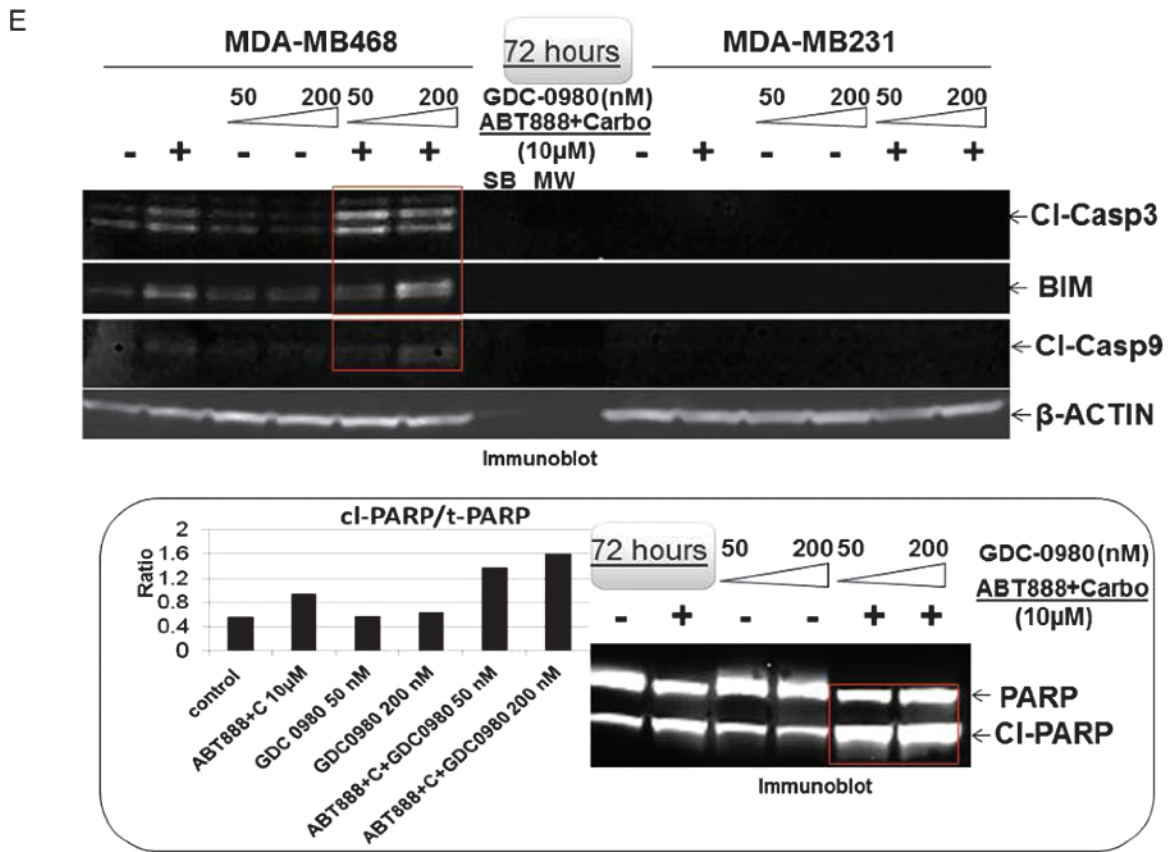 E
MDA-MB468 72 hours MDA-MB231
50 200 50 200 GDC-0980(nM) 50 200 50 200
ABT888+Carbo
- + - - + + (10µM) - + - - + +
SB MW
Cl-Casp3
BIM
Cl-Casp9
β-ACTIN
Immunoblot
cl-PARP/t-PARP
Ratio
2
1.6
1.2
0.8
0.4
0
control
ABT888+C 10µM
GDC 0980 50 nM
GDC0980 200 nM
ABT888+C+GDC0980 50 nM
ABT888+C+GDC0980 200 nM
72 hours 50 200 50 200 GDC-0980(nM)
ABT888+Carbo
- + - - + + (10µM)
PARP
Cl-PARP
Immunoblot